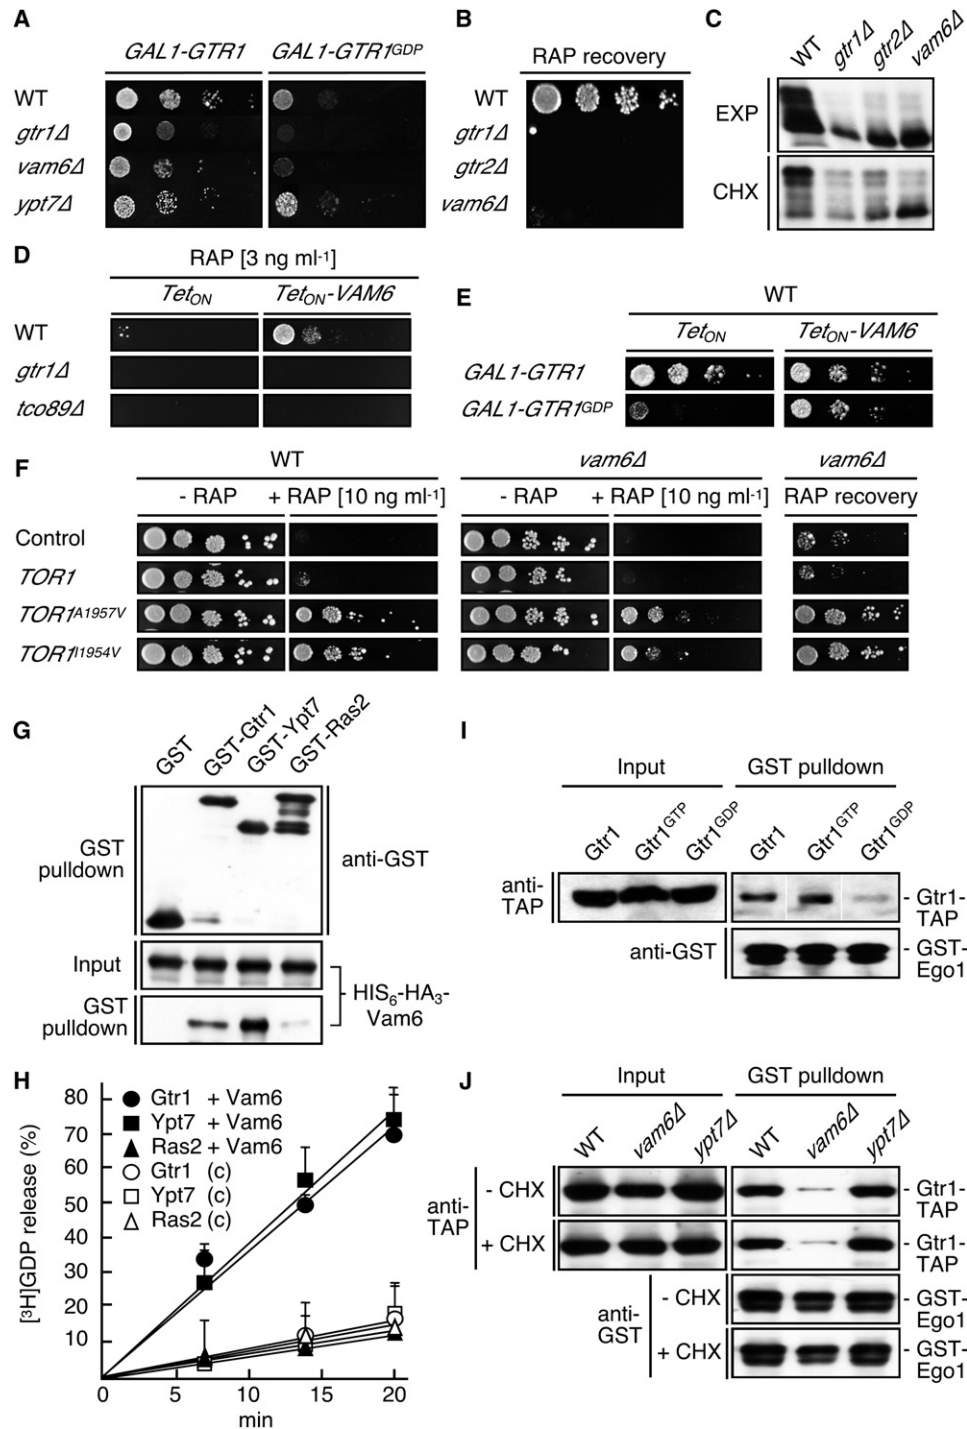 A
GAL1-GTR1 GAL1-GTR1GDP
WT
gtr1Δ
vam6Δ
ypt7Δ
B
RAP recovery
WT
gtr1Δ
gtr2Δ
vam6Δ
C
WT gtr1Δ gtr2Δ vam6Δ
EXP
CHX
D
RAP [3 ng ml-1]
TetON TetON-VAM6
WT
gtr1Δ
tco89Δ
E
WT
TetON TetON-VAM6
GAL1-GTR1
GAL1-GTR1GDP
F
WT vam6Δ vam6Δ
- RAP + RAP [10 ng ml-1] - RAP + RAP [10 ng ml-1] RAP recovery
Control
TOR1
TOR1A1957V
TOR1I1954V
G
GST GST-Gtr1 GST-Ypt7 GST-Ras2
GST
pulldown
anti-GST
Input
GST
pulldown
HIS6-HA3-
Vam6
H
[3H]GDP release (%)
80
70
60
50
40
30
20
10
0 5 10 15 20
min
Gtr1 + Vam6
Ypt7 + Vam6
Ras2 + Vam6
Gtr1 (c)
Ypt7 (c)
Ras2 (c)
I
Input GST pulldown
Gtr1 Gtr1GTP Gtr1GDP Gtr1 Gtr1GTP Gtr1GDP
anti-
TAP
- Gtr1-
TAP
anti-GST
- GST-
Ego1
J
Input GST pulldown
WT vam6Δ ypt7Δ WT vam6Δ ypt7Δ
anti-
TAP
- CHX
- Gtr1-
TAP
+ CHX
- Gtr1-
TAP
anti-
GST
- CHX
- GST-
Ego1
+ CHX
- GST-
Ego1